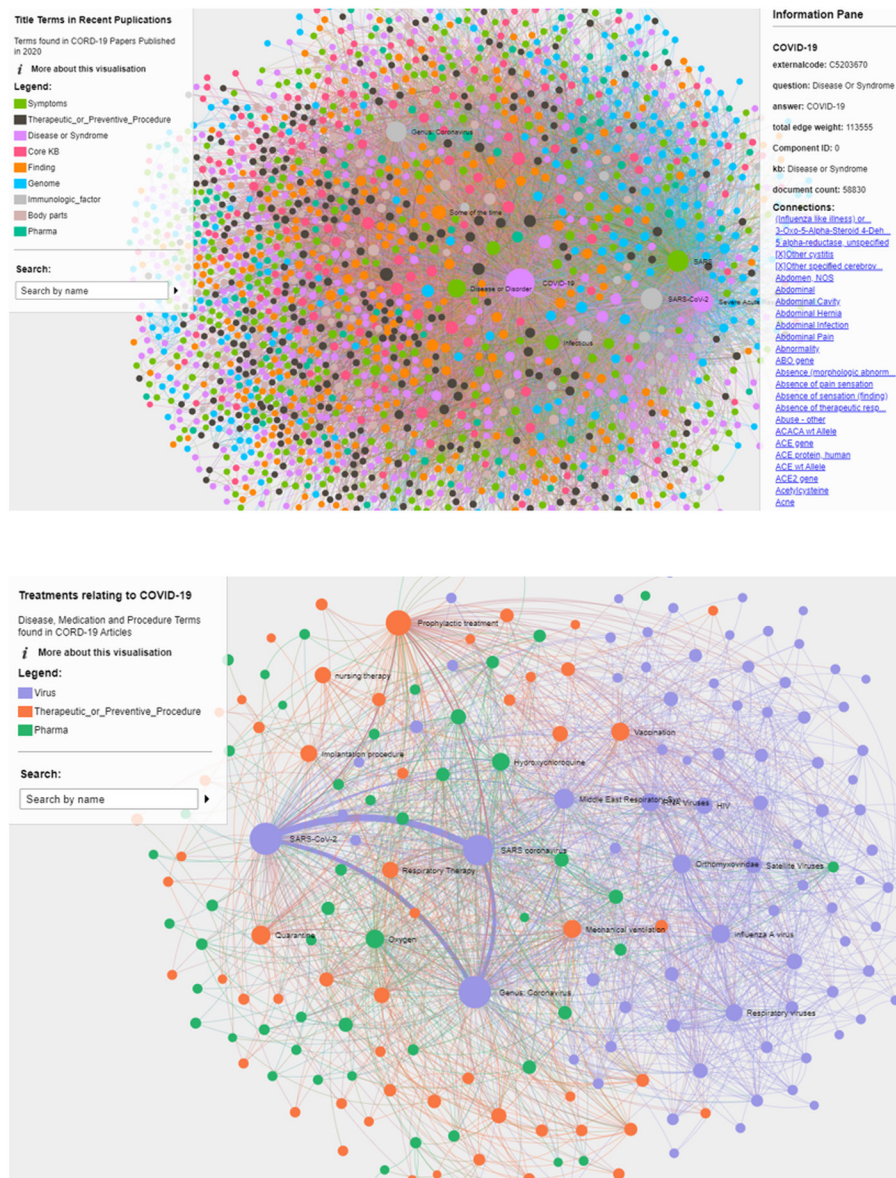 Title Terms in Recent Puplications
Terms found in CORD-19 Papers Published
in 2020
i More about this visualisation
Legend:
Symptoms
Therapeutic_or_Preventive_Procedure
Disease or Syndrome
Core KB
Finding
Genome
Immunologic_factor
Body parts
Pharma
Search:
Search by name
Genus: Coronavirus
Some of the time
SARS
Disease or Disorder
COVID-19
SARS-CoV-2
Severe Acute
Infectious
Information Pane
COVID-19
externalcode: C5203670
question: Disease Or Syndrome
answer: COVID-19
total edge weight: 113555
Component ID: 0
kb: Disease or Syndrome
document count: 58830
Connections:
(Influenza like illness) or...
3-Oxo-5-Alpha-Steroid 4-Deh...
5 alpha-reductase, unspecified
[X]Other cystitis
[X]Other specified cerebrov...
Abdomen, NOS
Abdominal
Abdominal Cavity
Abdominal Hernia
Abdominal Infection
Abdominal Pain
Abnormality
ABO gene
Absence (morphologic abnorm...
Absence of pain sensation
Absence of sensation (finding)
Absence of therapeutic resp...
Abuse - other
ACACA wt Allele
ACE gene
ACE protein, human
ACE wt Allele
ACE2 gene
Acetylcysteine
Acne
Treatments relating to COVID-19
Disease, Medication and Procedure Terms
found in CORD-19 Articles
i More about this visualisation
Legend:
Virus
Therapeutic_or_Preventive_Procedure
Pharma
Search:
Search by name
Prophylactic treatment
nursing therapy
Vaccination
Implantation procedure
Hydroxychloroquine
Middle East Respiratory Syn
RNA Viruses
HIV
SARS-CoV-2
SARS coronavirus
Respiratory Therapy
Orthomyxoviridae
Satellite Viruses
Quarantine
Oxygen
Mechanical ventilation
Influenza A virus
Genus: Coronavirus
Respiratory viruses